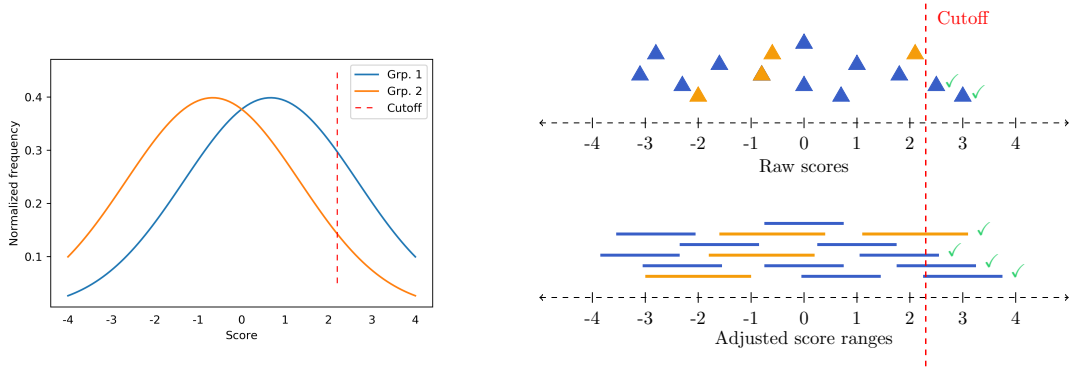 Normalized frequency
0.4
0.3
0.2
0.1
Grp. 1
Grp. 2
Cutoff
-4 -3 -2 -1 0 1 2 3 4
Score
Cutoff
-4 -3 -2 -1 0 1 2 3 4
Raw scores
-4 -3 -2 -1 0 1 2 3 4
Adjusted score ranges